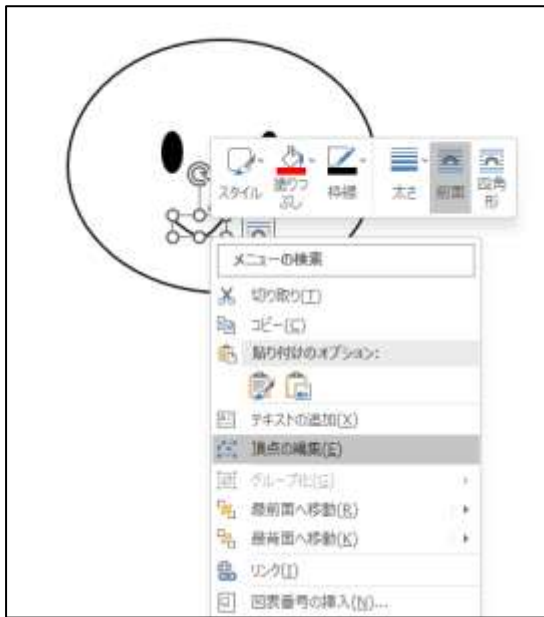 スタイル 塗りつぶし 枠線 太さ 前面 四角形
メニューの検索
切り取り(T)
コピー(C)
貼り付けのオプション:
テキストの追加(X)
頂点の編集(E)
グループ化(G)
最前面へ移動(R)
最背面へ移動(K)
リンク(I)
図表番号の挿入(N)...